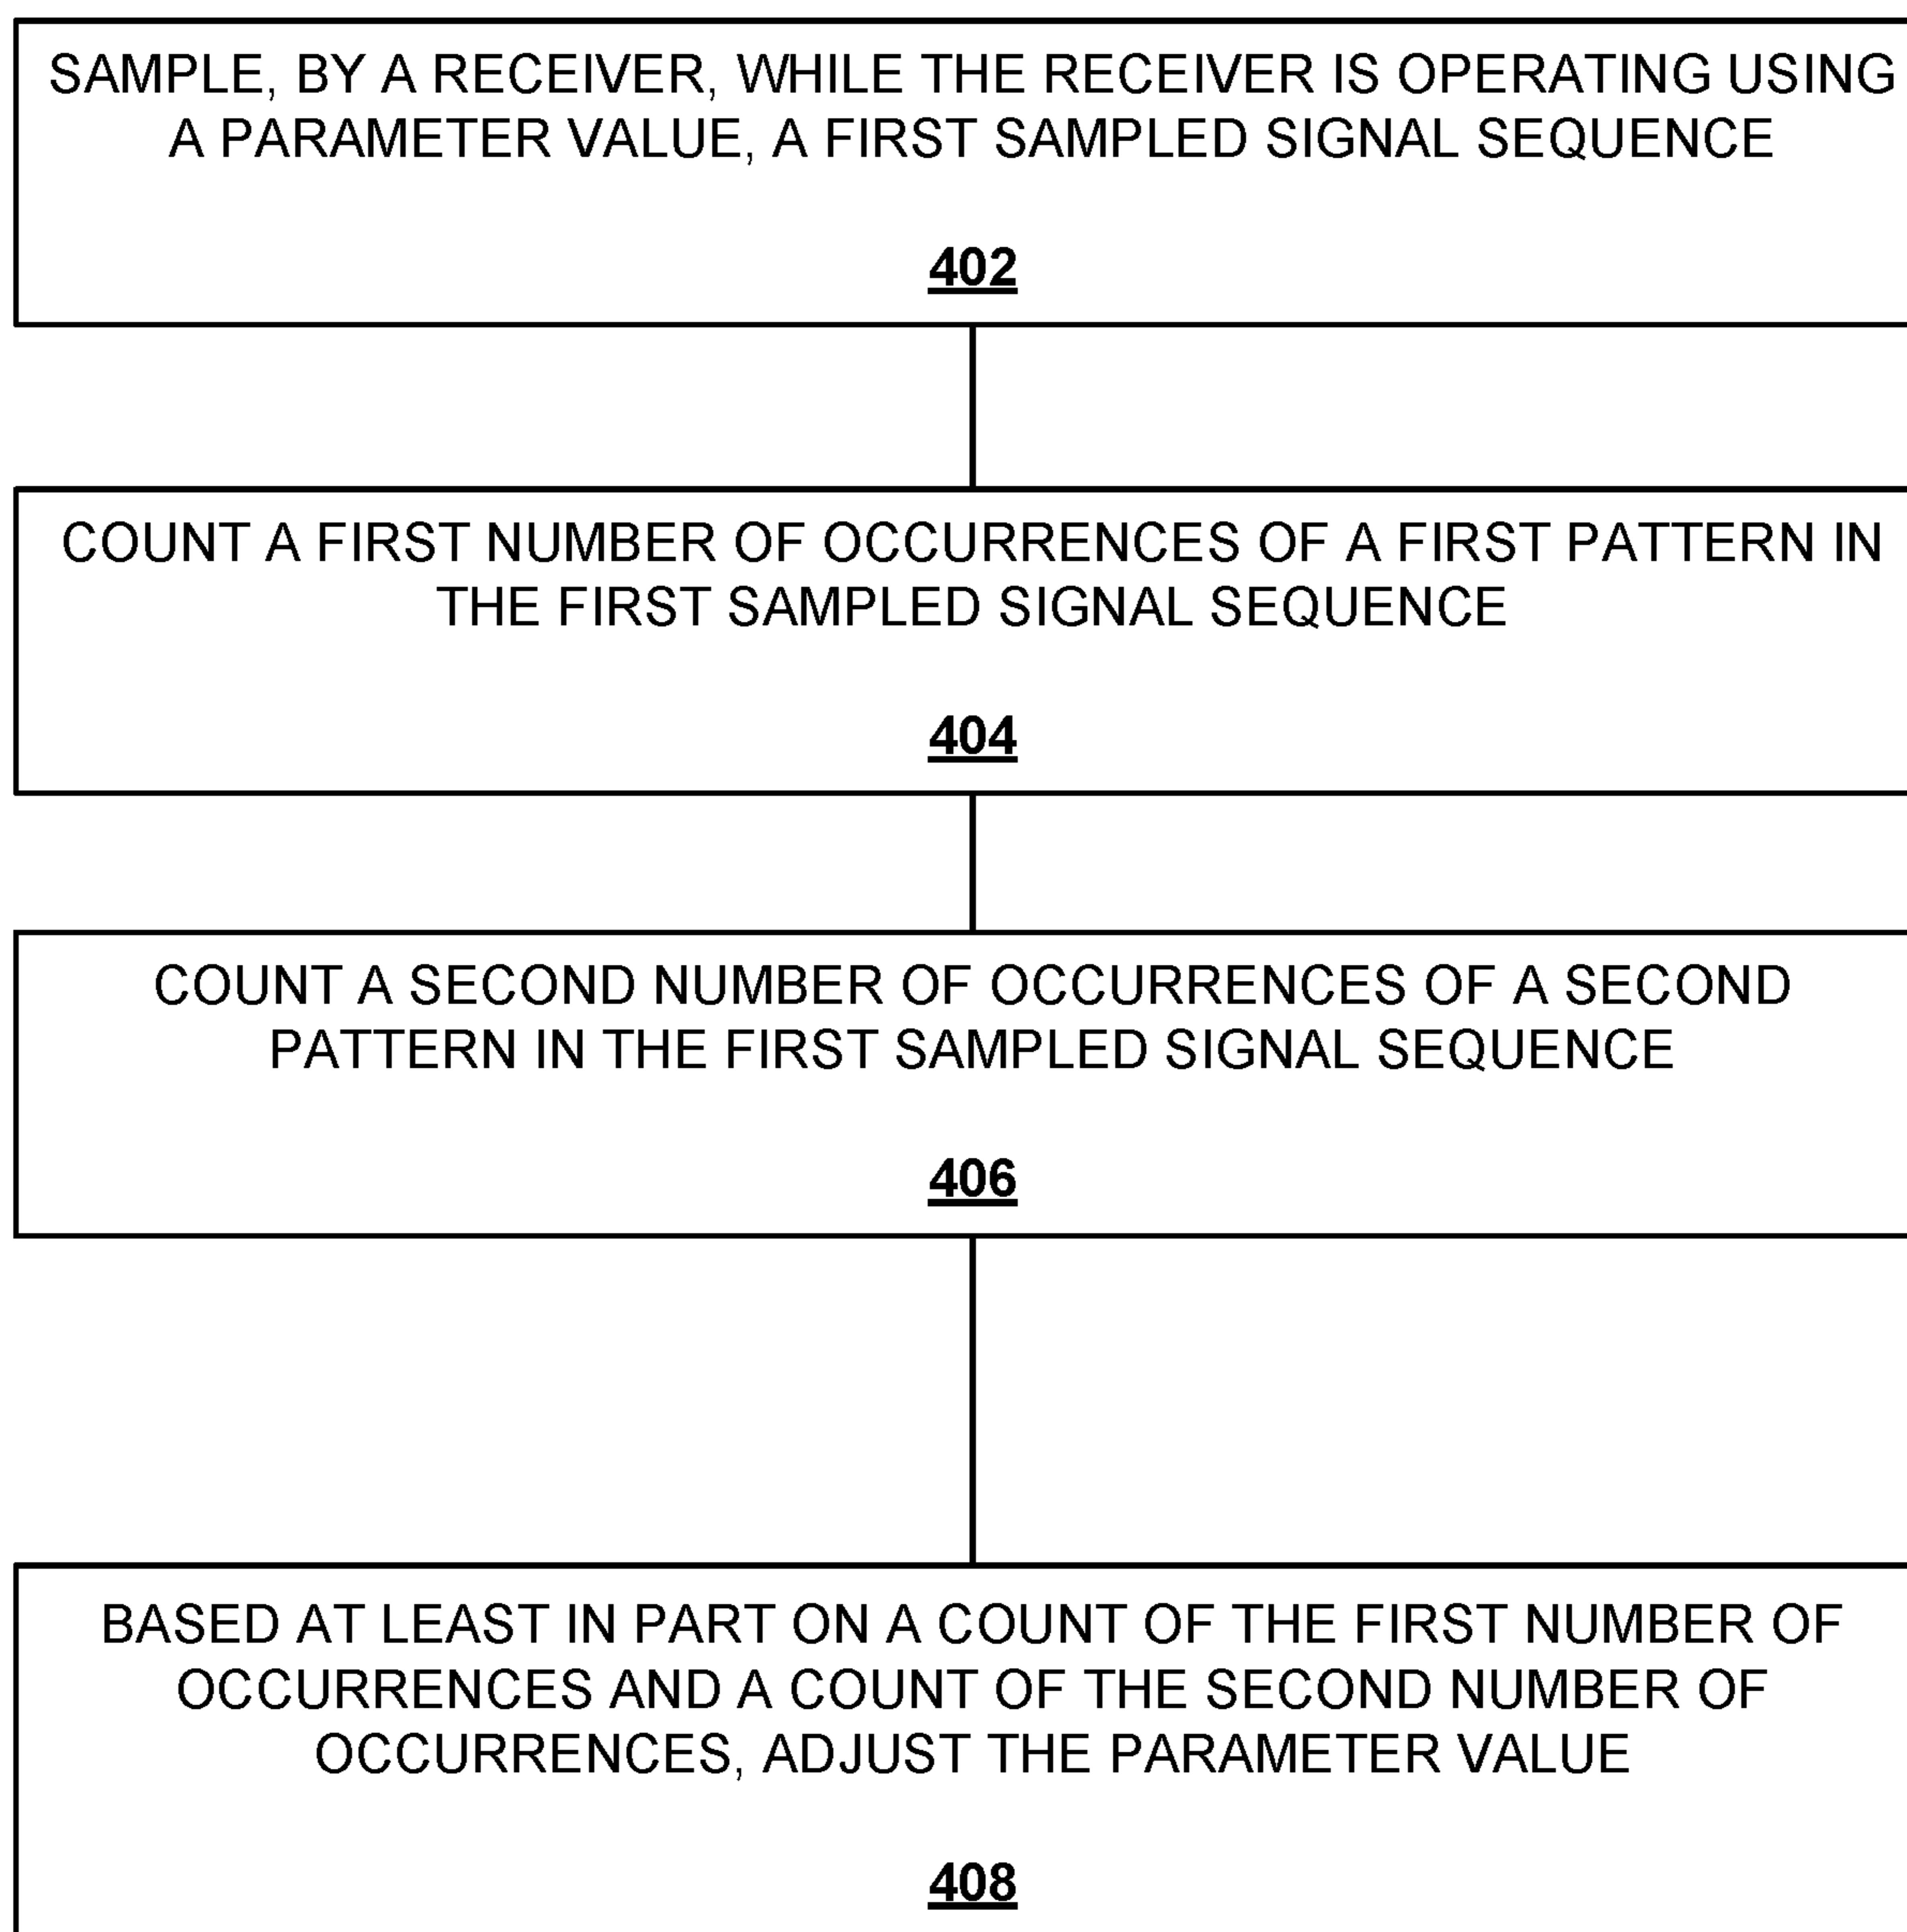 SAMPLE, BY A RECEIVER, WHILE THE RECEIVER IS OPERATING USING
A PARAMETER VALUE, A FIRST SAMPLED SIGNAL SEQUENCE
402
COUNT A FIRST NUMBER OF OCCURRENCES OF A FIRST PATTERN IN
THE FIRST SAMPLED SIGNAL SEQUENCE
404
COUNT A SECOND NUMBER OF OCCURRENCES OF A SECOND
PATTERN IN THE FIRST SAMPLED SIGNAL SEQUENCE
406
BASED AT LEAST IN PART ON A COUNT OF THE FIRST NUMBER OF
OCCURRENCES AND A COUNT OF THE SECOND NUMBER OF
OCCURRENCES, ADJUST THE PARAMETER VALUE
408